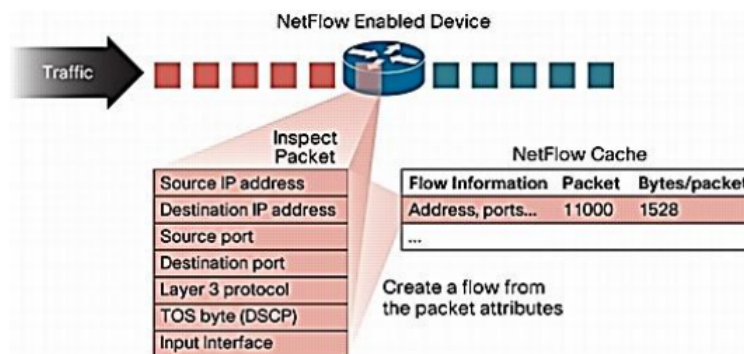 NetFlow Enabled Device
Traffic
Inspect
Packet
Source IP address
Destination IP address
Source port
Destination port
Layer 3 protocol
TOS byte (DSCP)
Input Interface
NetFlow Cache
Flow Information Packet Bytes/packet
Address, ports... 11000 1528
...
Create a flow from
the packet attributes